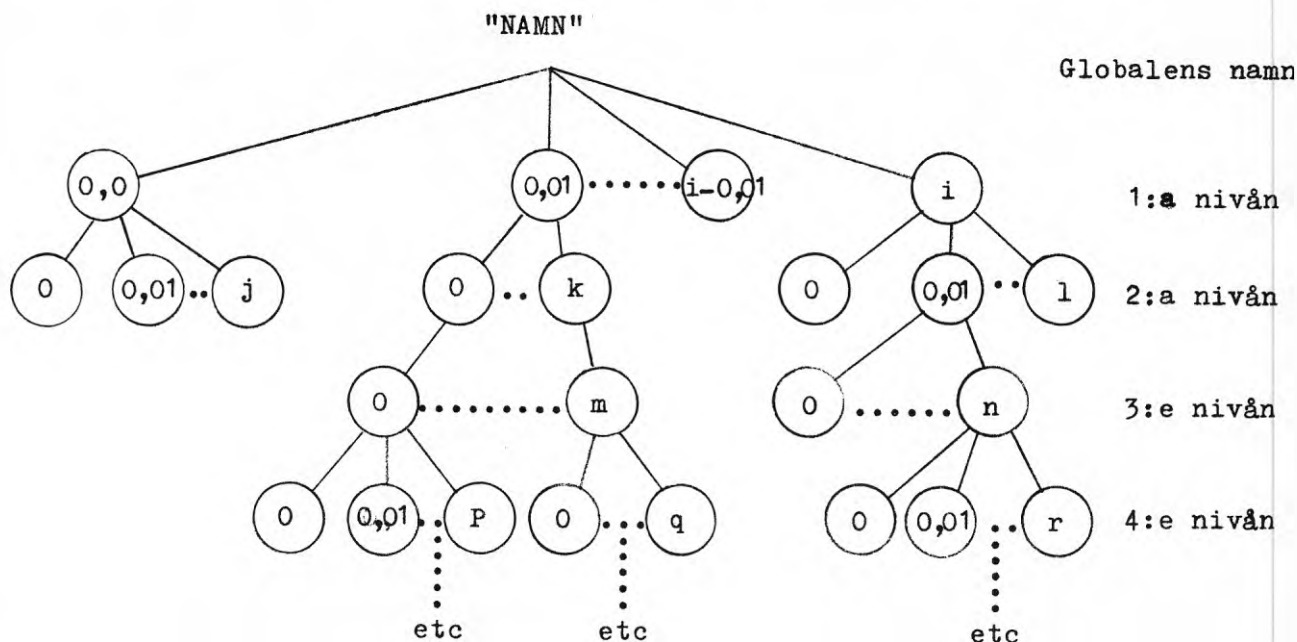 "NAMN"
Globalens namn
0,0 0,01 i-0,01 i 1:a nivån
0 0,01 j 0 k 0 0,01 l 2:a nivån
0 m 0 n 3:e nivån
0 0,01 P 0 q 0 0,01 r 4:e nivån
etc etc etc